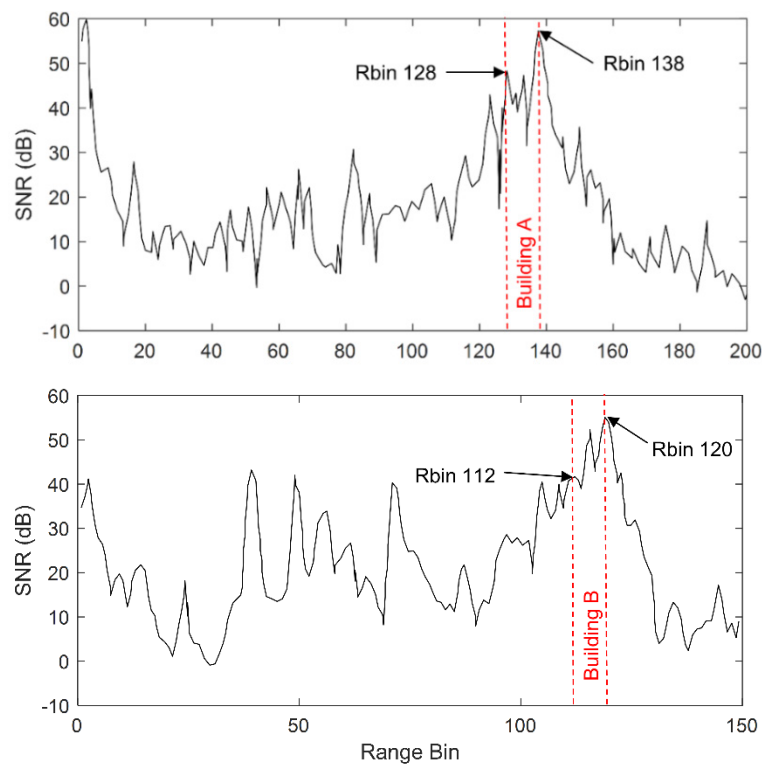 60
50
40
30
20
10
0
-10
SNR (dB)
Rbin 128
Rbin 138
Building A
0 20 40 60 80 100 120 140 160 180 200
60
50
40
30
20
10
0
-10
SNR (dB)
Rbin 112
Rbin 120
Building B
0 50 100 150
Range Bin